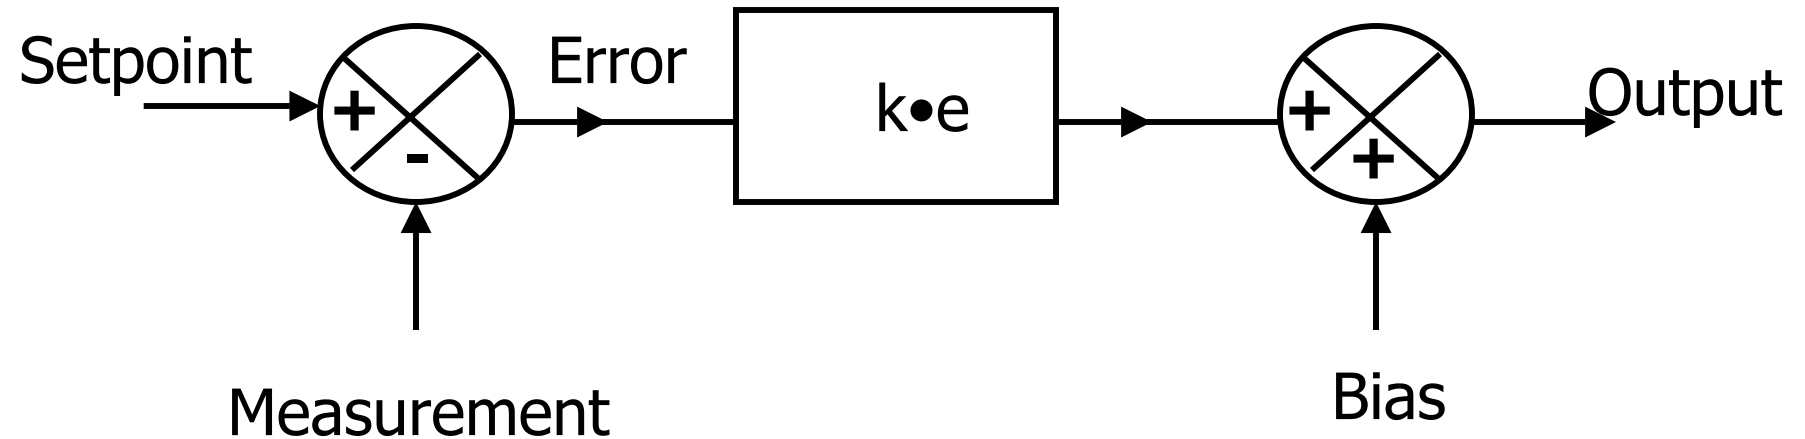 Setpoint
Error
Output
k•e
+
-
+
+
Measurement
Bias